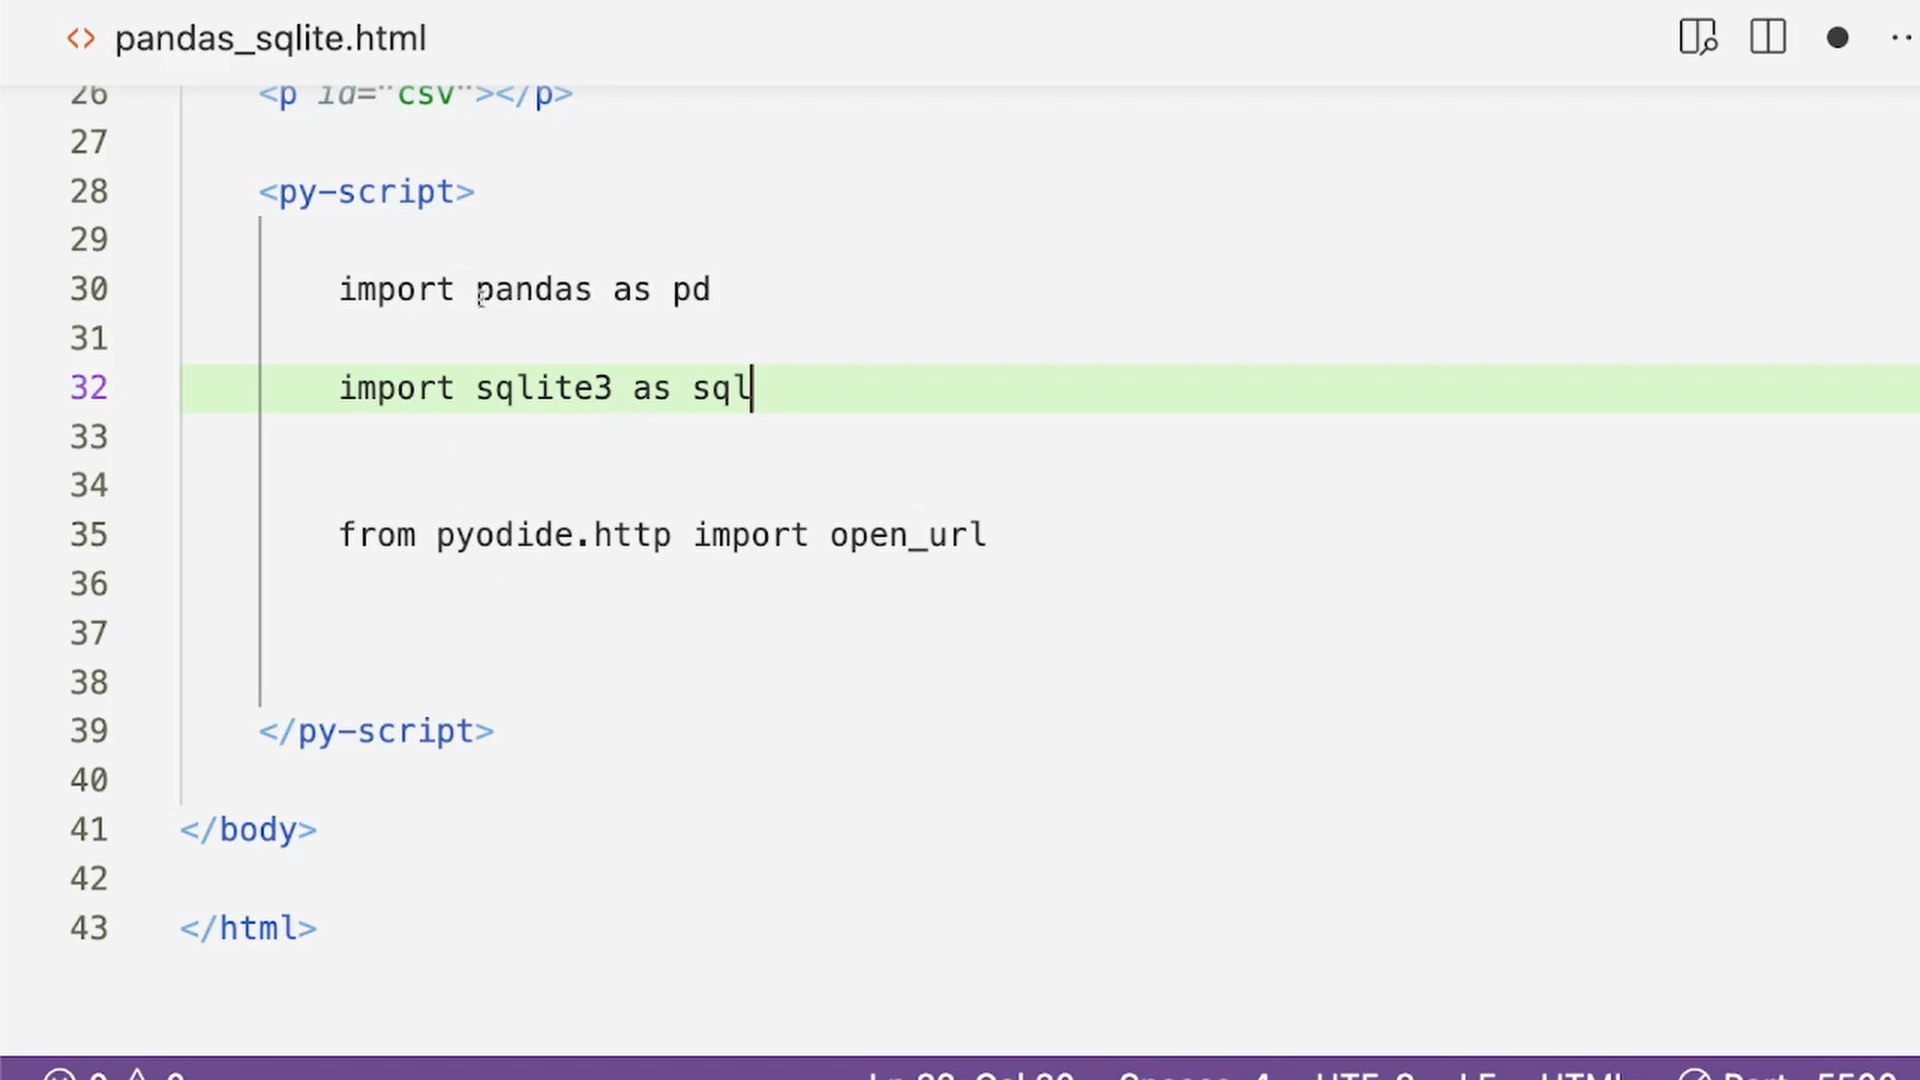 <> pandas_sqlite.html
26 <p id="csv"></p>
27
28 <py-script>
29
30 import pandas as pd
31
32 import sqlite3 as sql
33
34
35 from pyodide.http import open_url
36
37
38
39 </py-script>
40
41 </body>
42
43 </html>